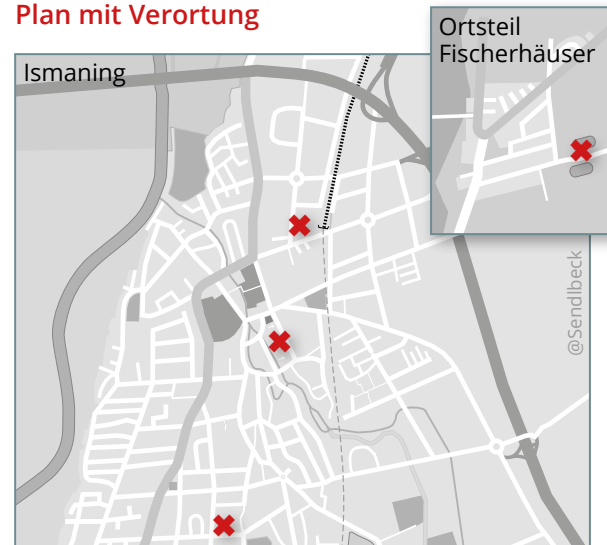 Plan mit Verortung
Ismaning
Ortsteil
Fischerhäuser
@Sendlbeck